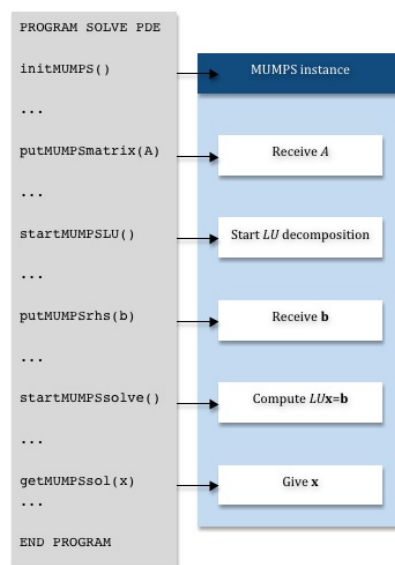 PROGRAM SOLVE PDE
initMUMPS()
MUMPS instance
...
putMUMPSmatrix(A)
Receive A
...
startMUMPSLU()
Start LU decomposition
...
putMUMPSrhs(b)
Receive b
...
startMUMPSsolve()
Compute LUx=b
...
getMUMPSsol(x)
Give x
...
END PROGRAM